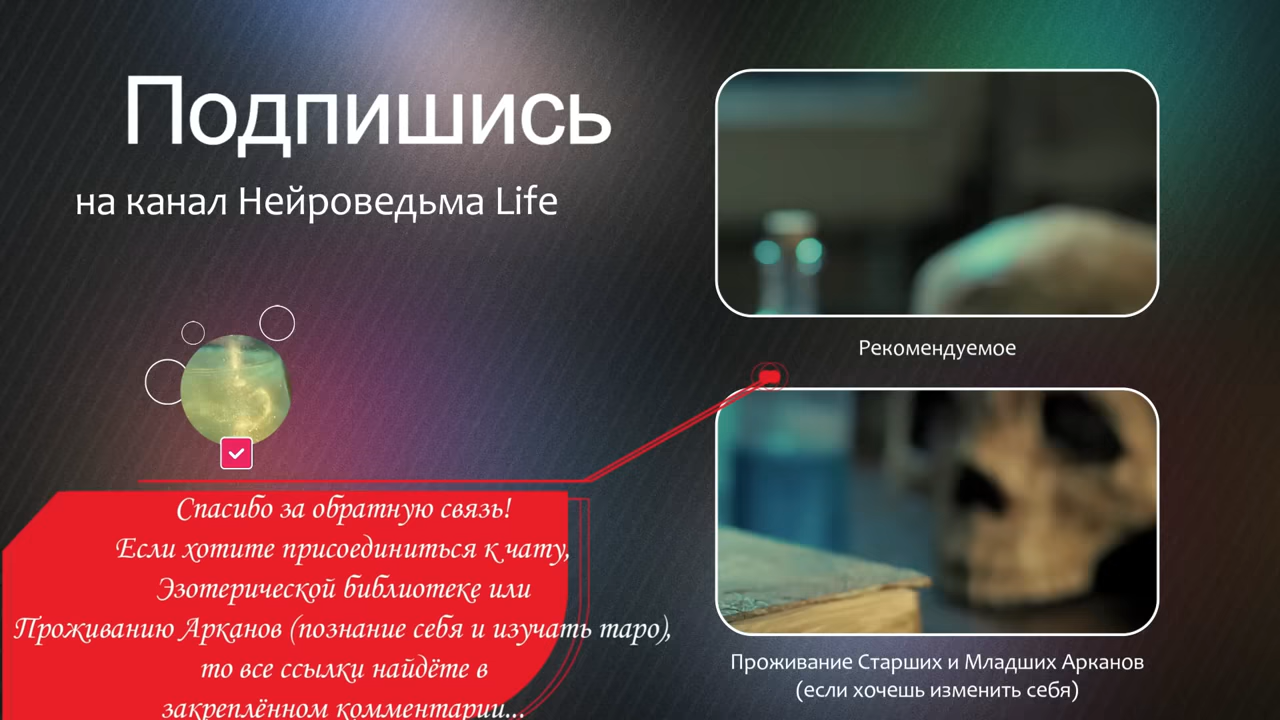 Подпишись
на канал Нейроведьма Life
Рекомендуемое
Спасибо за обратную связь!
Если хотите присоединиться к чату,
Эзотерической библиотеке или
Проживанию Арканов (познание себя и изучать таро),
то все ссылки найдёте в
закреплённом комментарии...
Проживание Старших и Младших Арканов
(если хочешь изменить себя)